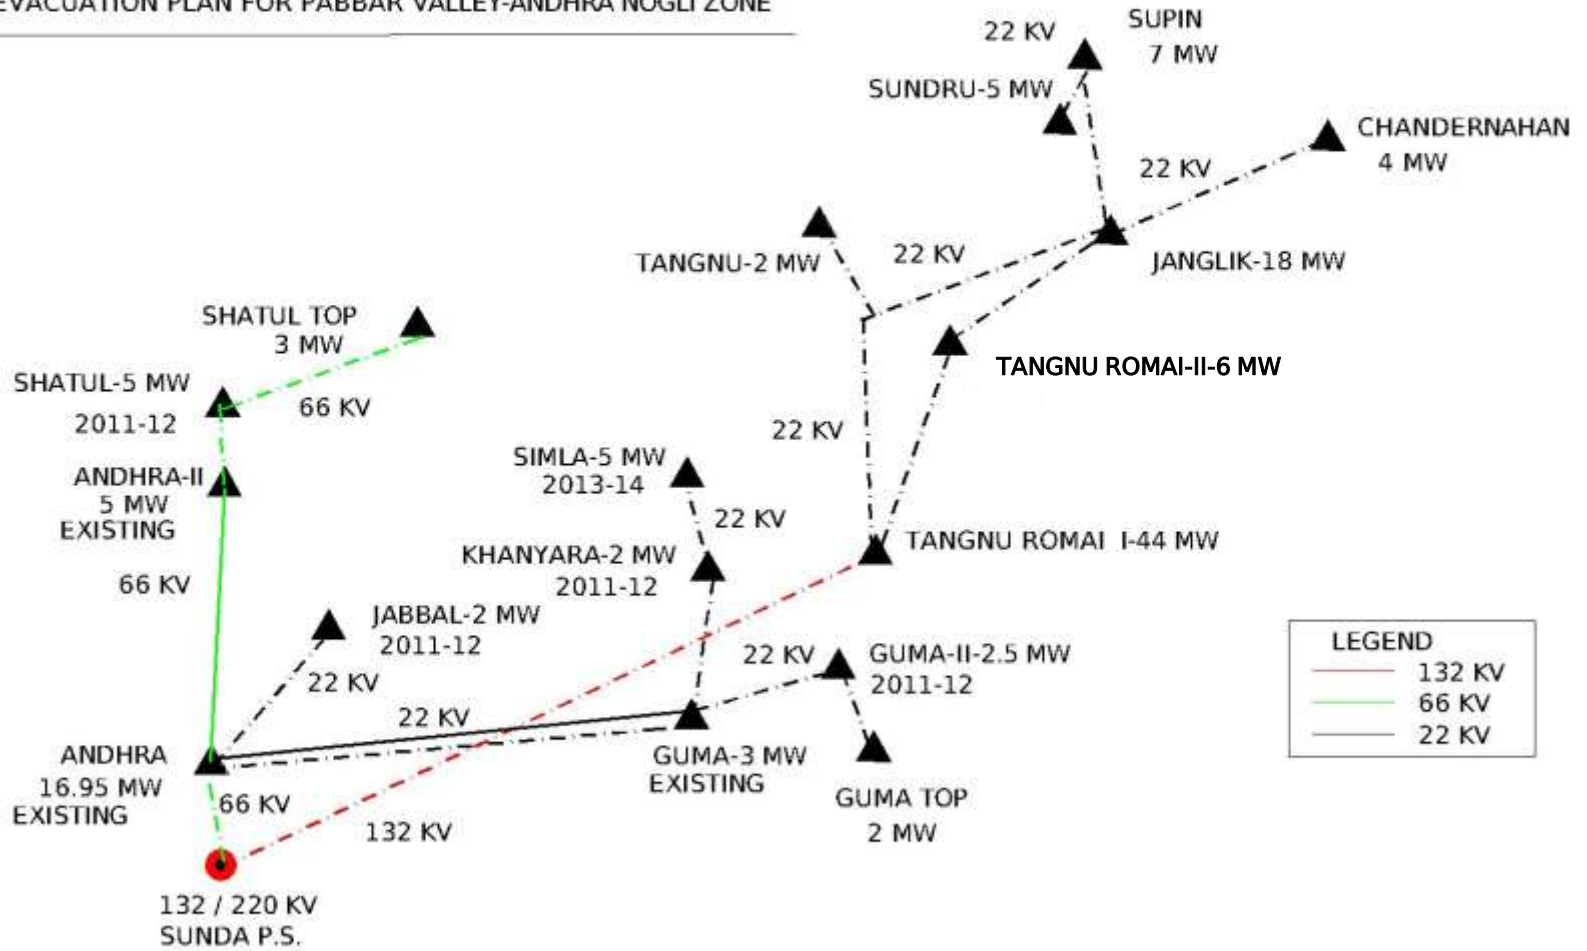 EVACUATION PLAN FOR PABBAR VALLEY-ANDHRA NOGLI ZONE
SUPIN
7 MW
22 KV
SUNDRU-5 MW
CHANDERNAHAN
4 MW
22 KV
TANGNU-2 MW
22 KV
JANGLIK-18 MW
SHATUL TOP
3 MW
TANGNU ROMAI-II-6 MW
SHATUL-5 MW
2011-12
66 KV
22 KV
ANDHRA-II
5 MW
EXISTING
SIMLA-5 MW
2013-14
22 KV
66 KV
KHANYARA-2 MW
2011-12
TANGNU ROMAI I-44 MW
JABBAL-2 MW
2011-12
22 KV
22 KV
GUMA-II-2.5 MW
2011-12
22 KV
ANDHRA
16.95 MW
EXISTING
GUMA-3 MW
EXISTING
66 KV
132 KV
GUMA TOP
2 MW
132 / 220 KV
SUNDA P.S.
LEGEND
132 KV
66 KV
22 KV